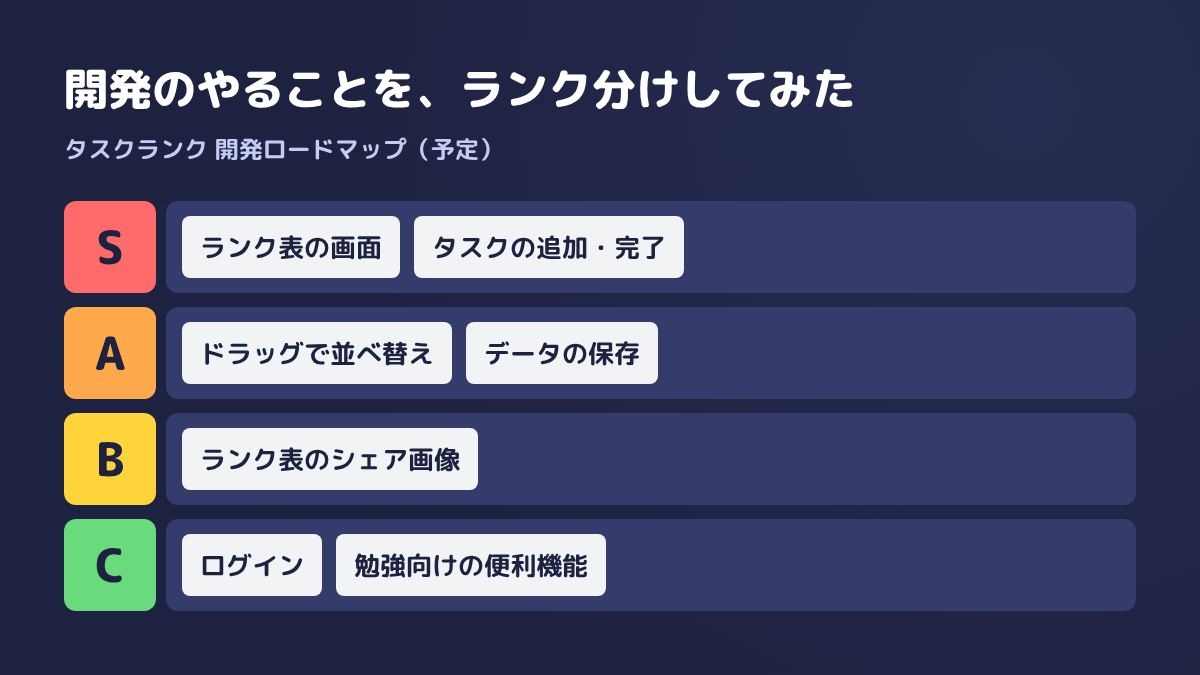 開発のやることを、ランク分けしてみた
タスクランク 開発ロードマップ（予定）
S
ランク表の画面
タスクの追加・完了
A
ドラッグで並べ替え
データの保存
B
ランク表のシェア画像
C
ログイン
勉強向けの便利機能